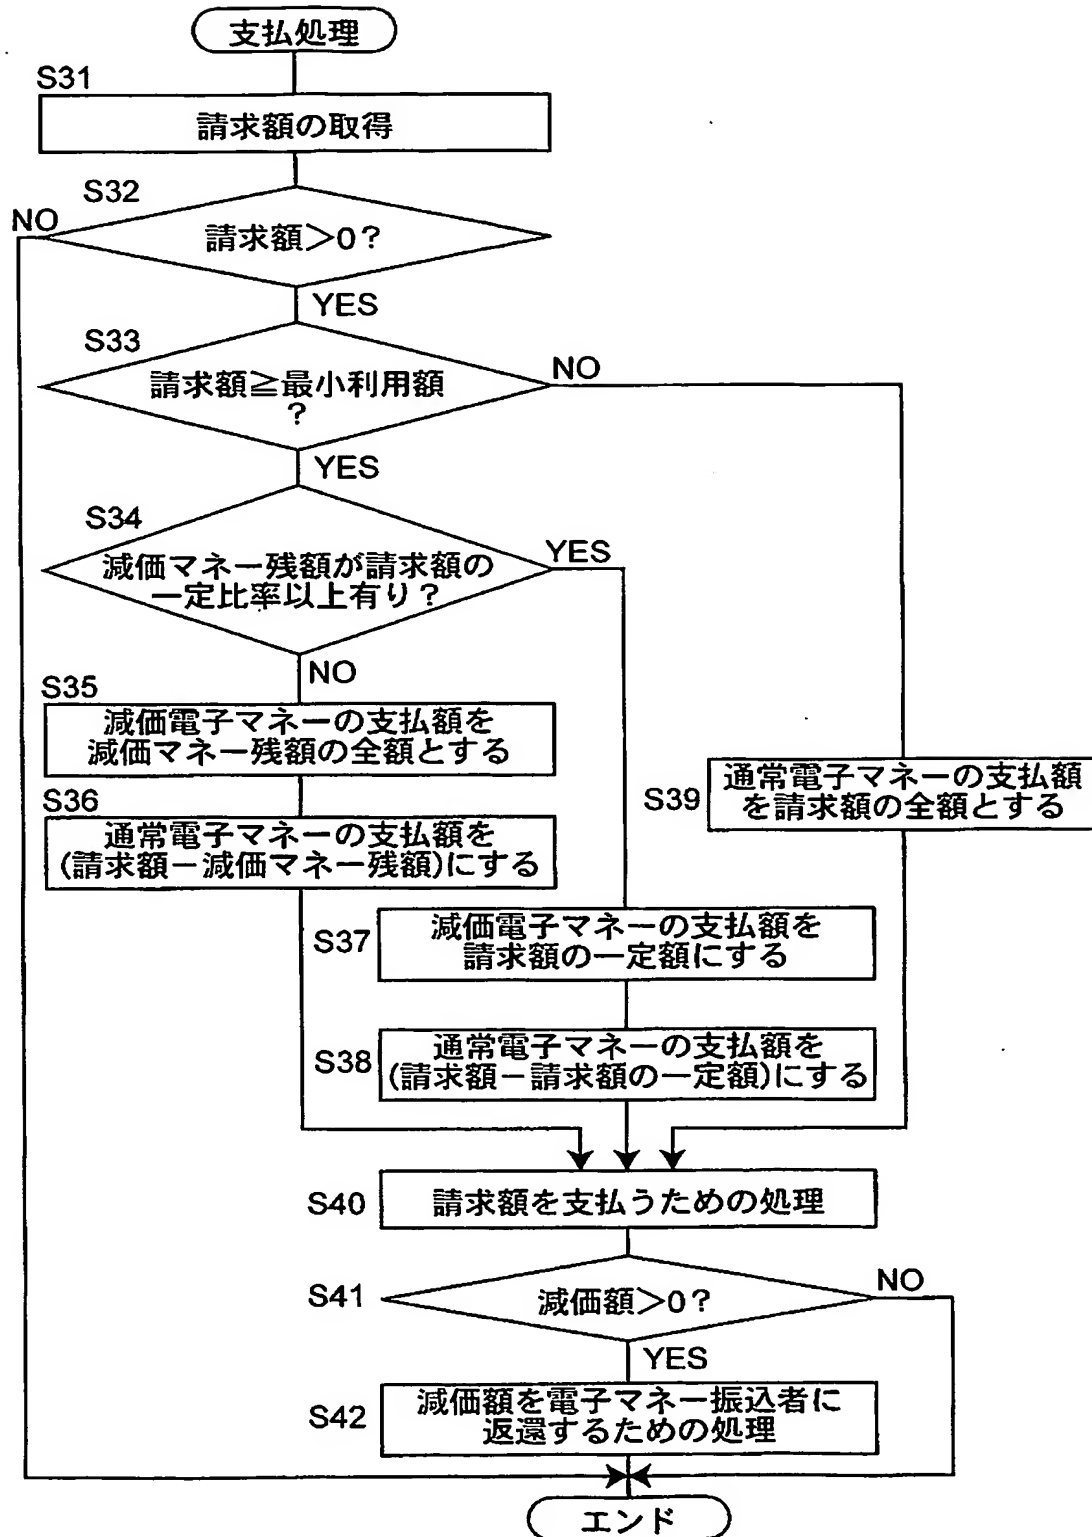 支払処理
S31
請求額の取得
S32
NO
請求額>0?
YES
S33
請求額≧最小利用額
?
NO
YES
S34
減価マネー残額が請求額の
一定比率以上有り?
YES
NO
S35
減価電子マネーの支払額を
減価マネー残額の全額とする
S36
通常電子マネーの支払額を
(請求額-減価マネー残額)にする
S39
通常電子マネーの支払額
を請求額の全額とする
S37
減価電子マネーの支払額を
請求額の一定額にする
S38
通常電子マネーの支払額を
(請求額-請求額の一定額)にする
S40
請求額を支払うための処理
S41
減価額>0?
NO
YES
S42
減価額を電子マネー振込者に
返還するための処理
エンド